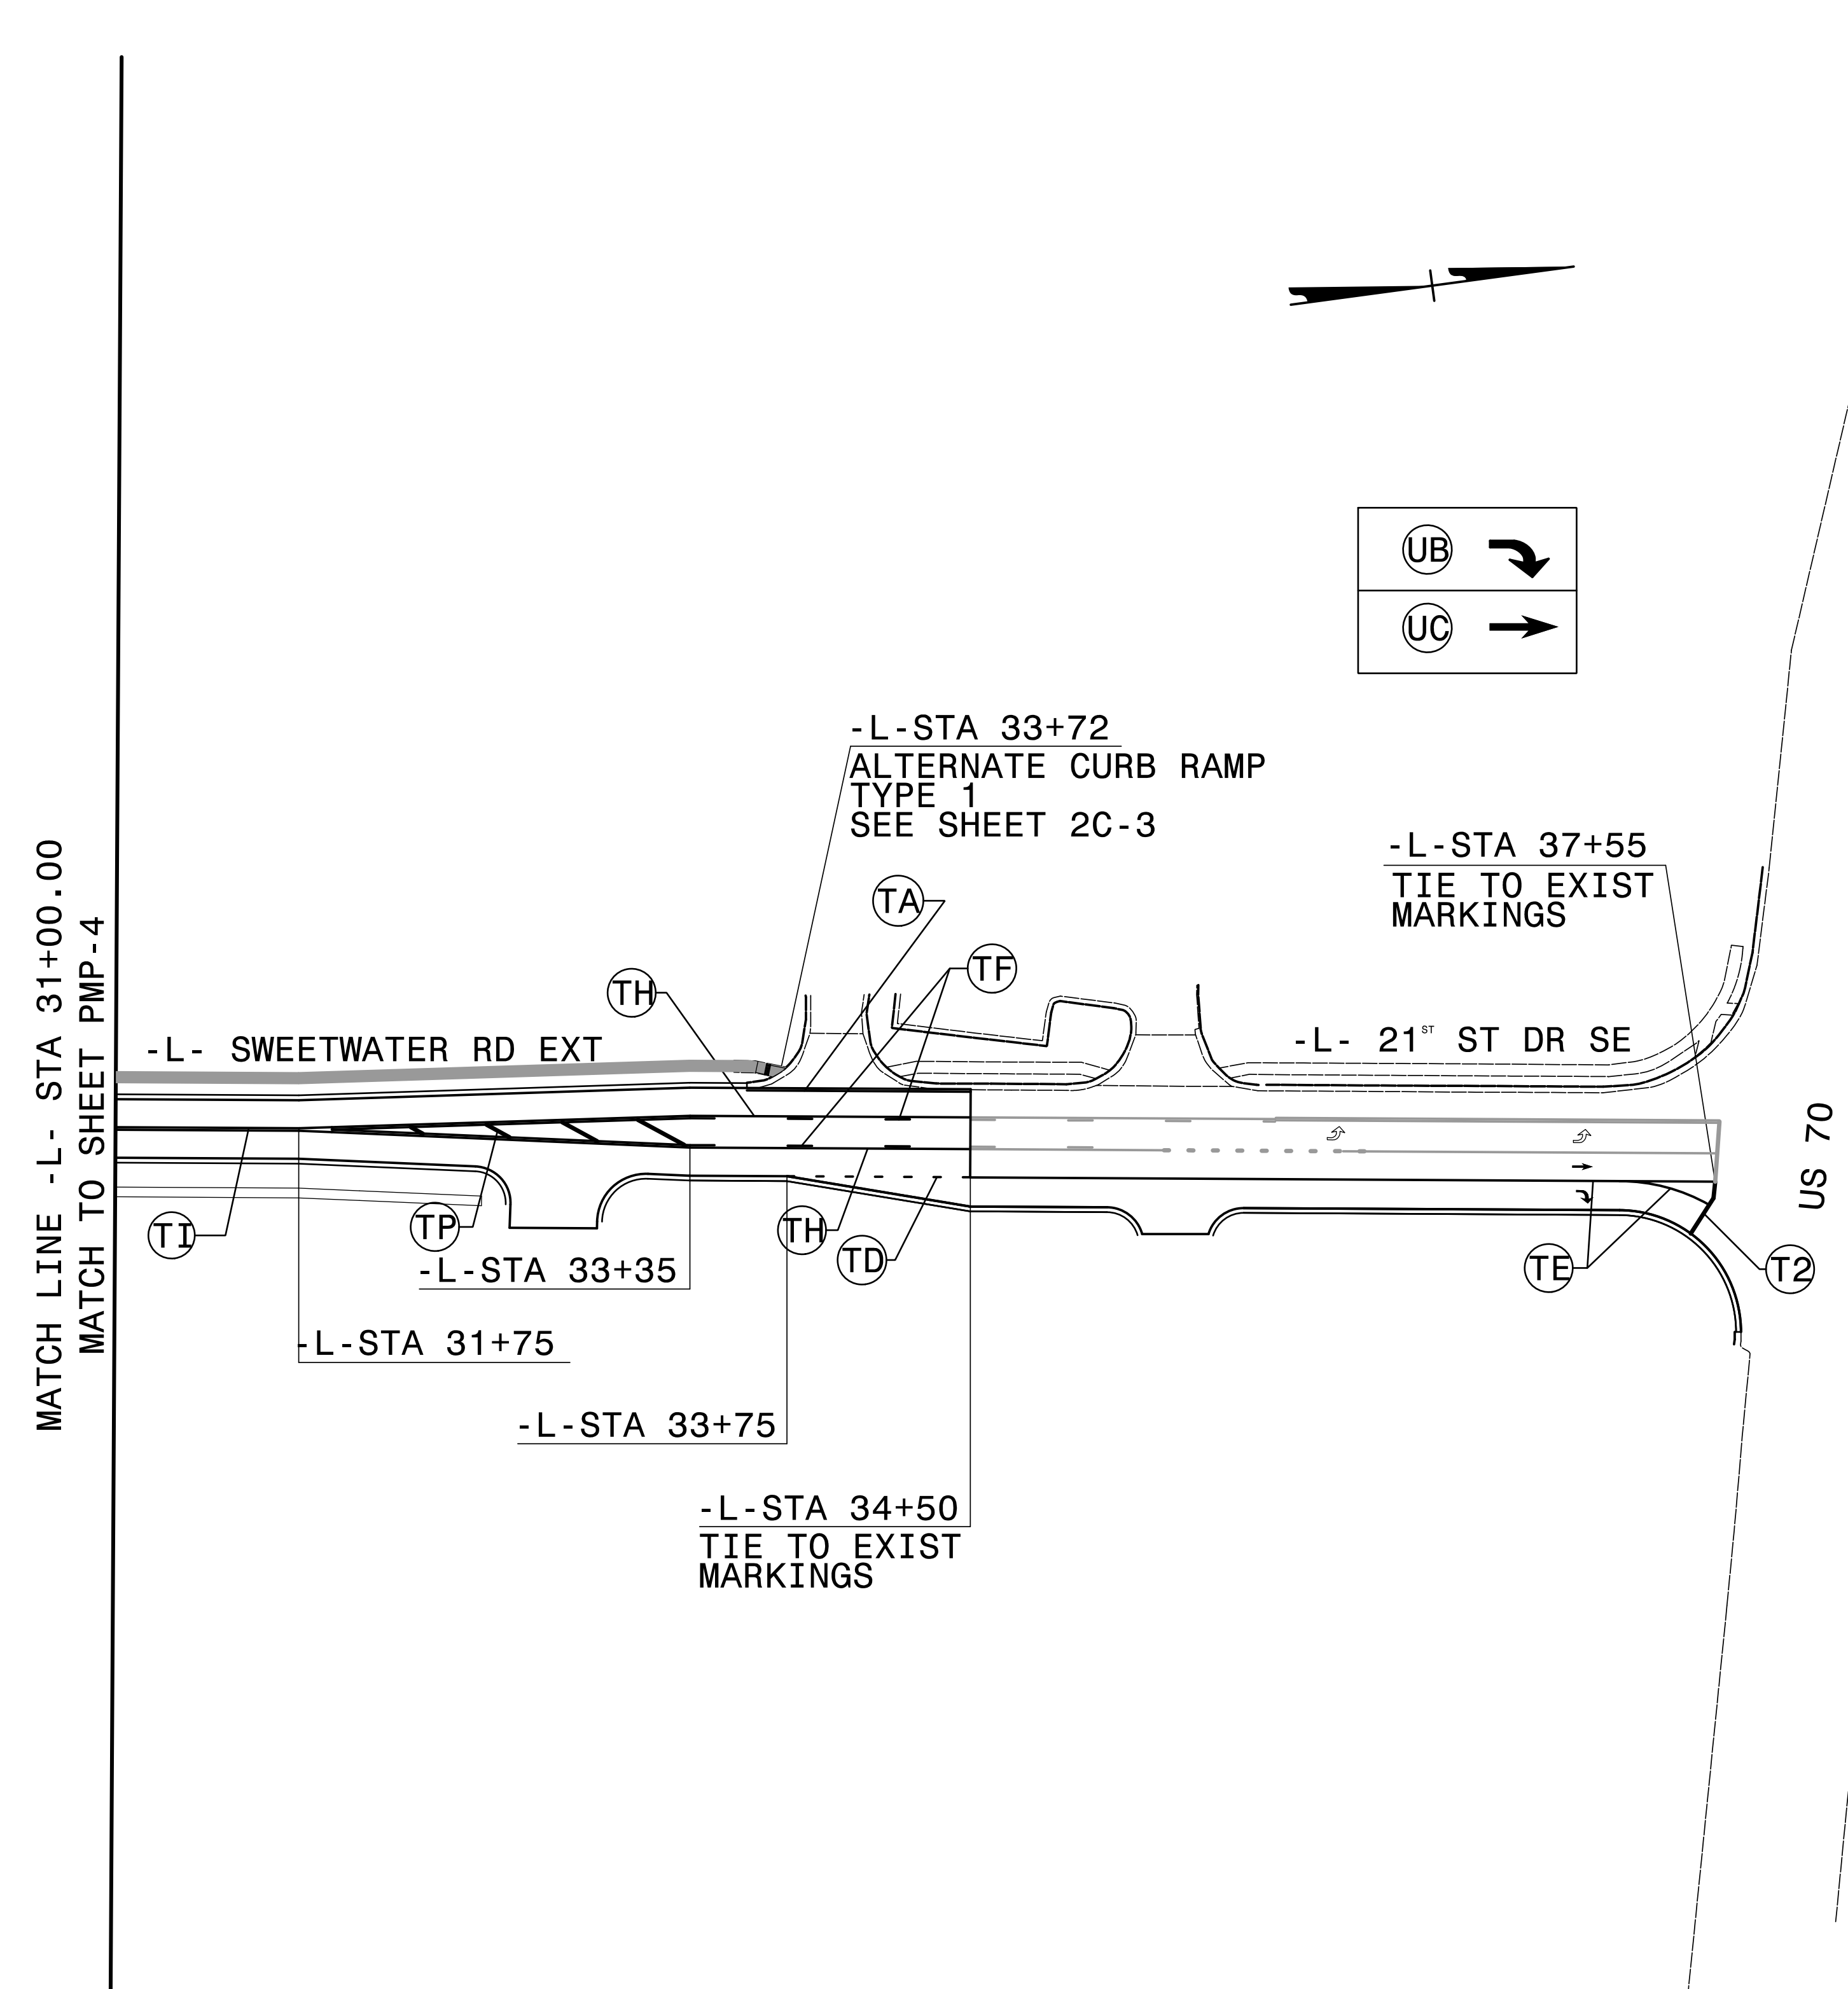 UB
UC
-L-STA 33+72
ALTERNATE CURB RAMP
TYPE 1
SEE SHEET 2C-3
-L-STA 37+55
TIE TO EXIST
MARKINGS
TA
TF
TH
-L- SWEETWATER RD EXT
-L- 21ST ST DR SE
US 70
MATCH LINE -L- STA 31+00.00
MATCH TO SHEET PMP-4
TI
TP
TH
TD
TE
T2
-L-STA 33+35
-L-STA 31+75
-L-STA 33+75
-L-STA 34+50
TIE TO EXIST
MARKINGS